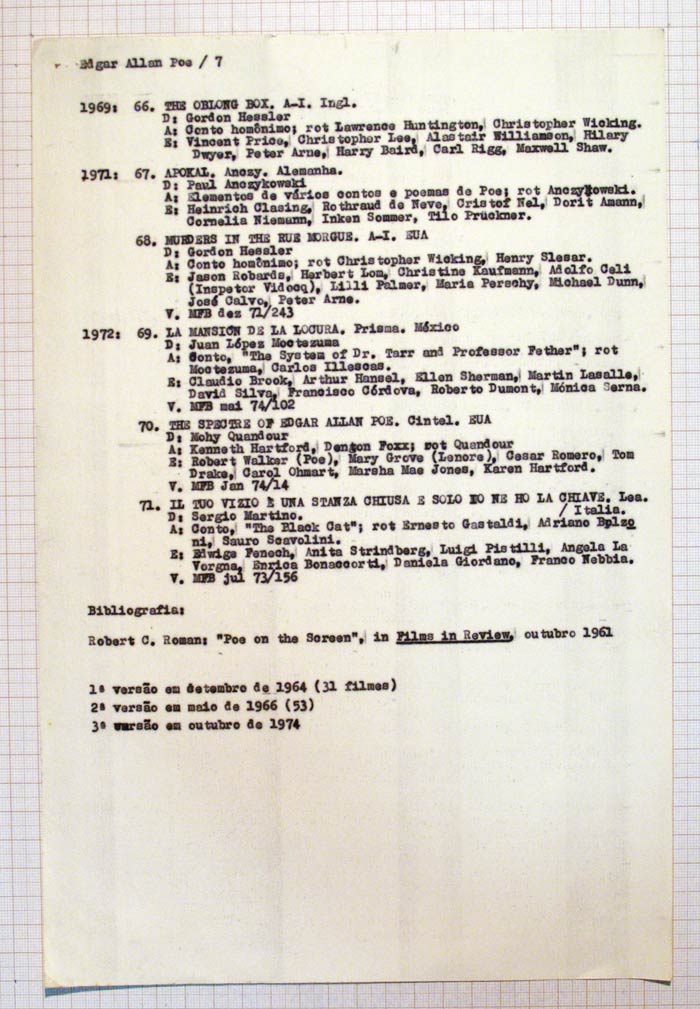 Edgar Allan Poe / 7
1969: 66. THE OBLONG BOX. A-I. Ingl.
D: Gordon Hessler
A: Conto homônimo; rot Lawrence Huntington, Christopher Wicking.
E: Vincent Price, Christopher Lee, Alastair Williamson, Hilary
Dwyer, Peter Arne, Harry Baird, Carl Rigg, Maxwell Shaw.
1971: 67. APOKAL. Anczy. Alemanha.
D: Paul Anczykowski
A: Elementos de vários contos e poemas de Poe; rot Anczykowski.
E: Heinrich Clasing, Rothraud de Neve, Cristof Nel, Dorit Amann,
Cornelia Niemann, Inken Sommer, Tilo Prückner.
68. MURDERS IN THE RUE MORGUE. A-I. EUA
D: Gordon Hessler
A: Conto homônimo; rot Christopher Wicking, Henry Slesar.
E: Jason Robards, Herbert Lom, Christine Kaufmann, Adolfo Celi
(Inspetor Vidocq), Lilli Palmer, Maria Perschy, Michael Dunn,
José Calvo, Peter Arne.
V. MFB dez 71/243
1972: 69. LA MANSIÓN DE LA LOCURA. Prisma. México
D: Juan López Moctezuma
A: Conto, "The System of Dr. Tarr and Professor Fether"; rot
Moctezuma, Carlos Illescas.
E: Claudio Brook, Arthur Hansel, Ellen Sherman, Martin Lasalle,
David Silva, Francisco Córdova, Roberto Dumont, Mónica Serna.
V. MFB mai 74/102
70. THE SPECTRE OF EDGAR ALLAN POE. Cintel. EUA
D: Mohy Quandour
A: Kenneth Hartford, Denton Foxx; rot Quandour
E: Robert Walker (Poe), Mary Grove (Lenore), Cesar Romero, Tom
Drake, Carol Ohmart, Marsha Mae Jones, Karen Hartford.
V. MFB Jan 74/14
71. IL TUO VIZIO È UNA STANZA CHIUSA E SOLO IO NE HO LA CHIAVE. Lea.
/ Italia.
D: Sergio Martino.
A: Conto, "The Black Cat"; rot Ernesto Gastaldi, Adriano Bolzo
ni, Sauro Scavolini.
E: Edwige Fenech, Anita Strindberg, Luigi Pistilli, Angela La
Vorgna, Enrica Bonaccorti, Daniela Giordano, Franco Nebbia.
V. MFB jul 73/156
Bibliografia:
Robert C. Roman: "Poe on the Screen", in Films in Review, outubro 1961
1ª versão em setembro de 1964 (31 filmes)
2ª versão em maio de 1966 (53)
3ª versão em outubro de 1974